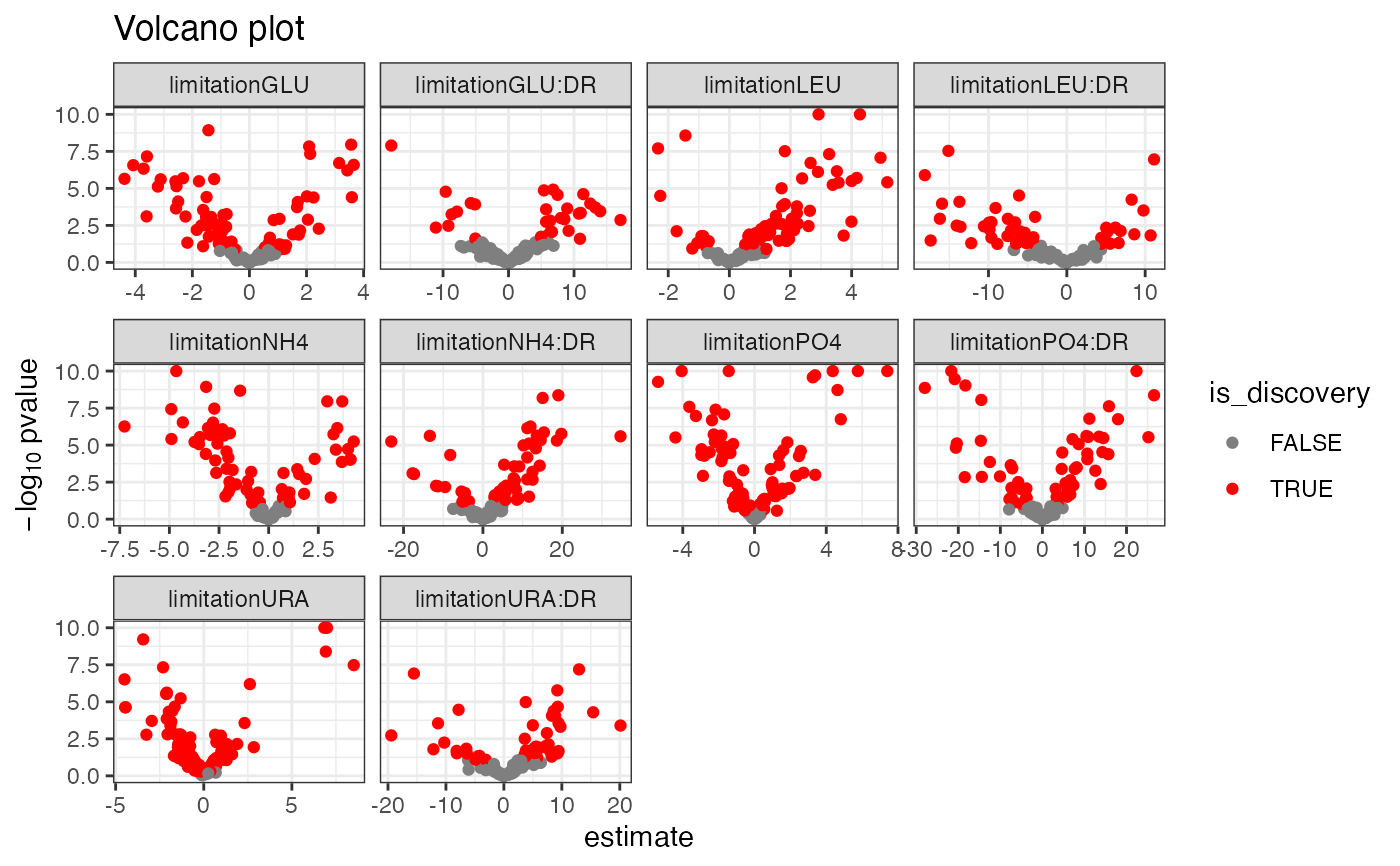 Volcano plot
limitationGLU limitationGLU:DR limitationLEU limitationLEU:DR
10.0
7.5
5.0
2.5
0.0
-4 -2 0 2 4 -10 0 10 -2 0 2 4 -10 0 10
limitationNH4 limitationNH4:DR limitationPO4 limitationPO4:DR
10.0
7.5
5.0
2.5
0.0
-7.5 -5.0 -2.5 0.0 2.5 -20 0 20 -4 0 4 8 -30 -20 -10 0 10 20
limitationURA limitationURA:DR
10.0
7.5
5.0
2.5
0.0
-5 0 5 -20 -10 0 10 20
estimate
−log10 pvalue
is_discovery
FALSE
TRUE